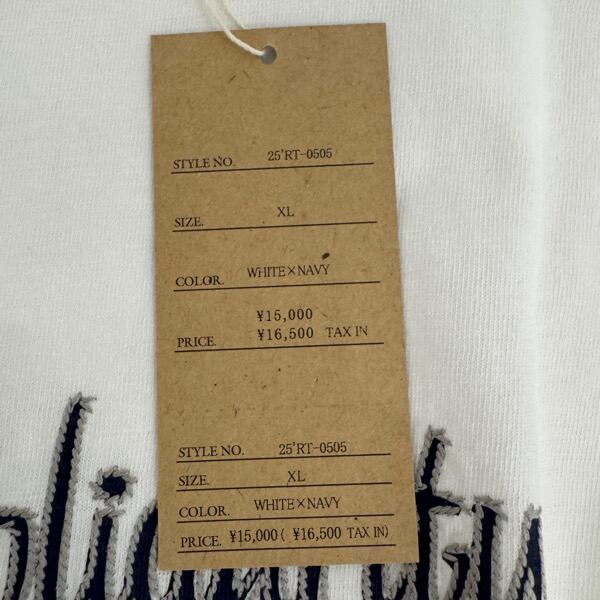 STYLE NO. 25'RT-0505
SIZE. XL
COLOR. WHITE×NAVY
¥15,000
PRICE. ¥16,500 TAX IN
STYLE NO. 25'RT-0505
SIZE. XL
COLOR. WHITE×NAVY
PRICE. ¥15,000( ¥16,500 TAX IN)